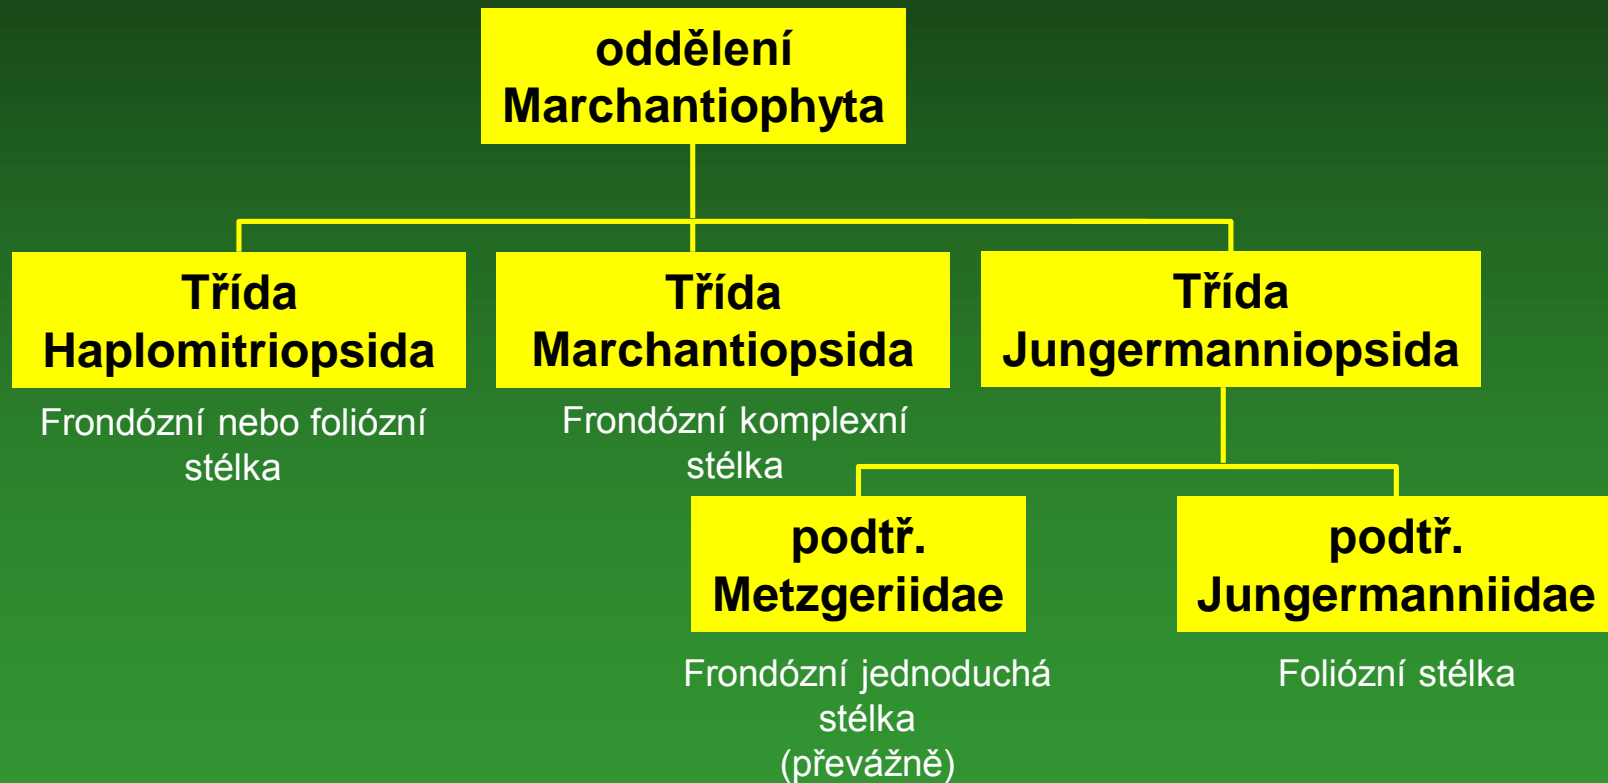 oddělení
Marchantiophyta
Třída
Haplomitriopsida
Frondózní nebo foliózní
stélka
Třída
Marchantiopsida
Frondózní komplexní
stélka
Třída
Jungermanniopsida
podtř.
Metzgeriidae
Frondózní jednoduchá
stélka
(převážně)
podtř.
Jungermanniidae
Foliózní stélka